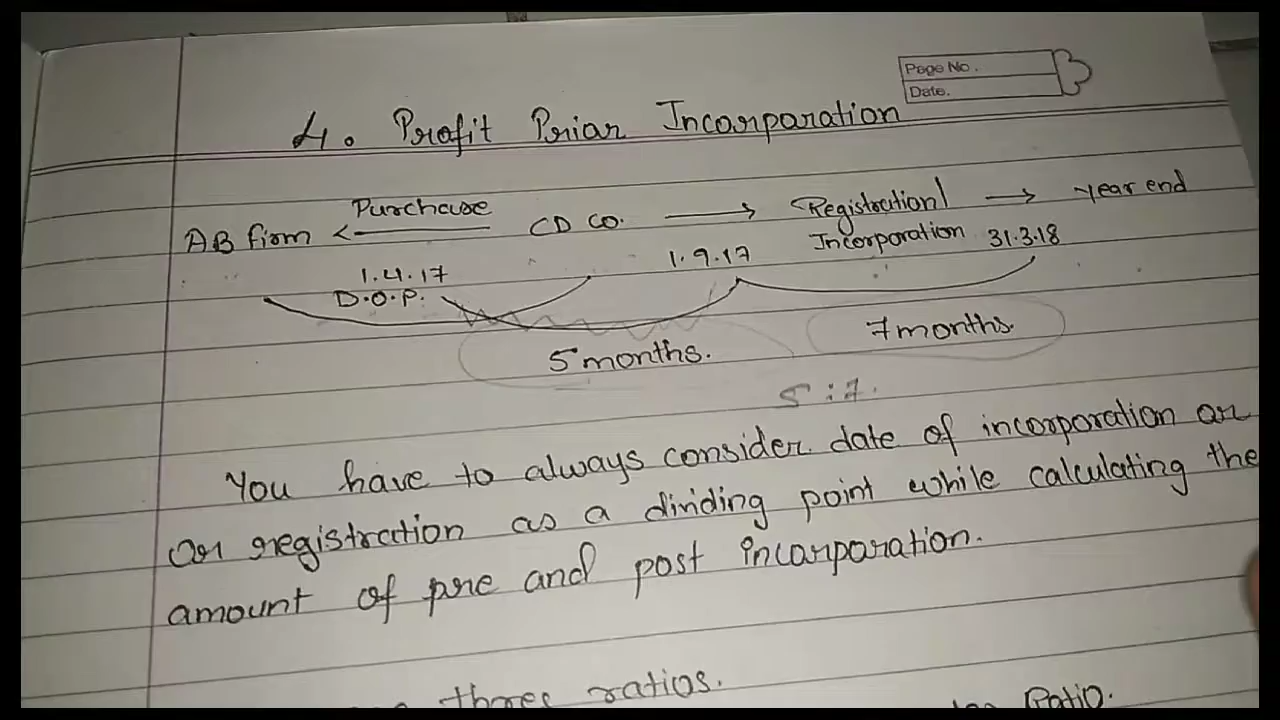 Page No.
Date.
4. Profit Prior Incorporation
AB firm <— Purchase CD Co. —> (Registration) —> year end
1.4.17 1.9.17 Incorporation 31.3.18
D.O.P.
5 months. 7 months.
5:7.
You have to always consider date of incorporation or
or registration as a dividing point while calculating the
amount of pre and post incorporation.
three ratios.
Ratio.